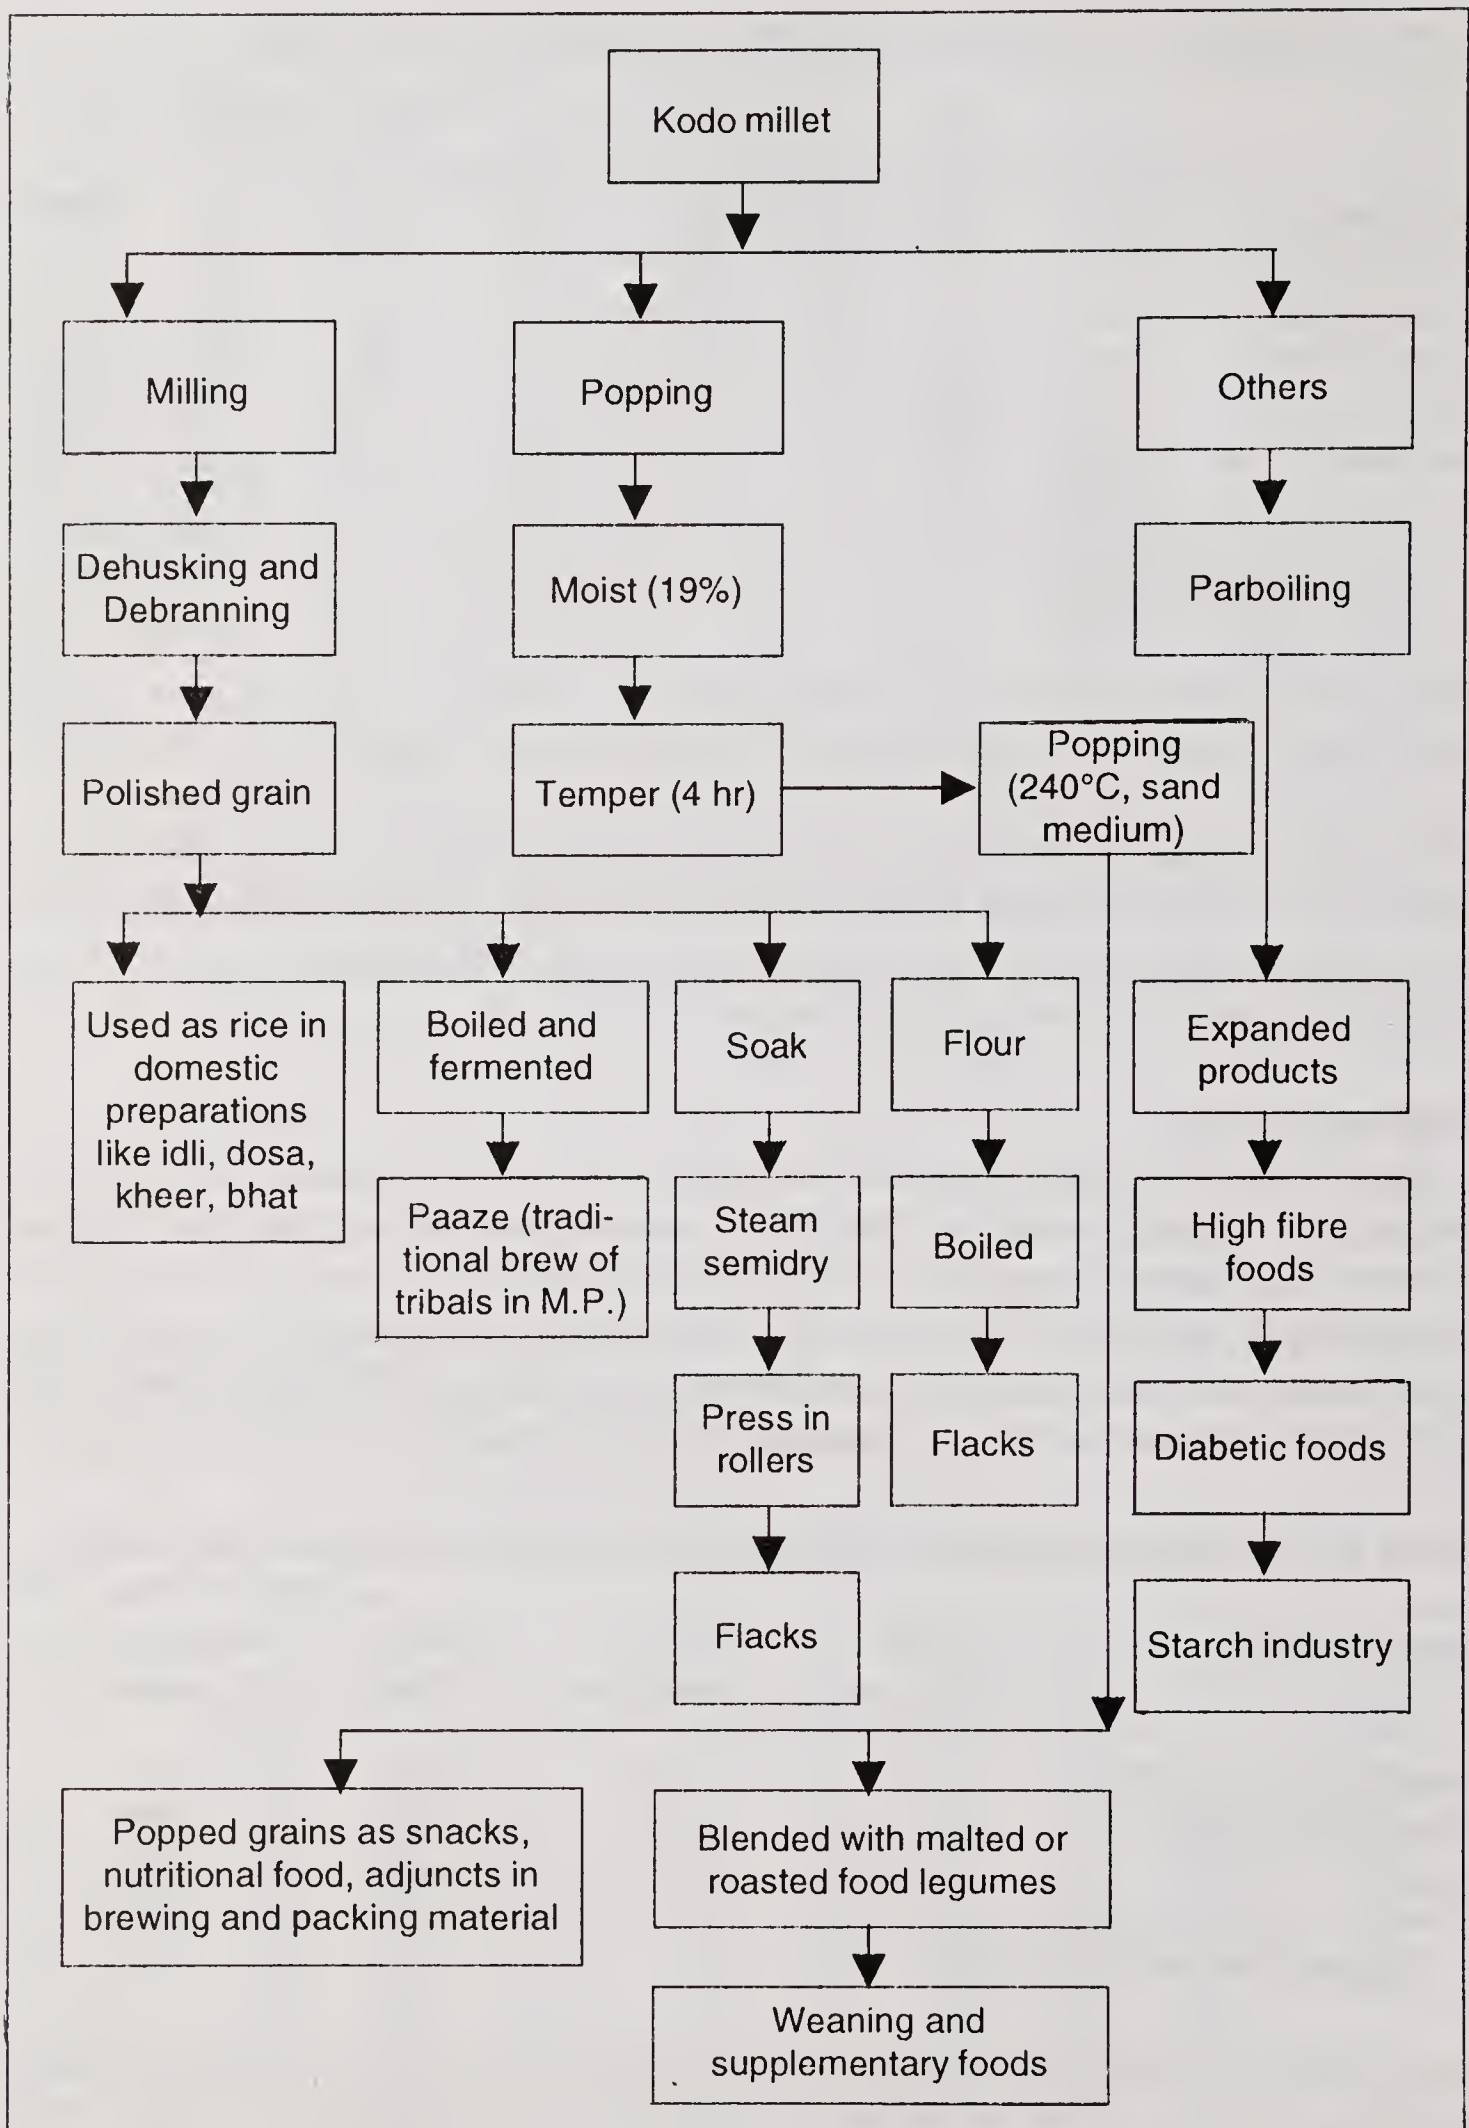 Kodo millet
Milling
Popping
Others
Dehusking and
Debranning
Moist (19%)
Parboiling
Polished grain
Temper (4 hr)
Popping
(240°C, sand
medium)
Used as rice in
domestic
preparations
like idli, dosa,
kheer, bhat
Boiled and
fermented
Soak
Flour
Expanded
products
Paaze (tradi-
tional brew of
tribals in M.P.)
Steam
semidry
Boiled
High fibre
foods
Press in
rollers
Flacks
Diabetic foods
Flacks
Starch industry
Popped grains as snacks,
nutritional food, adjuncts in
brewing and packing material
Blended with malted or
roasted food legumes
Weaning and
supplementary foods